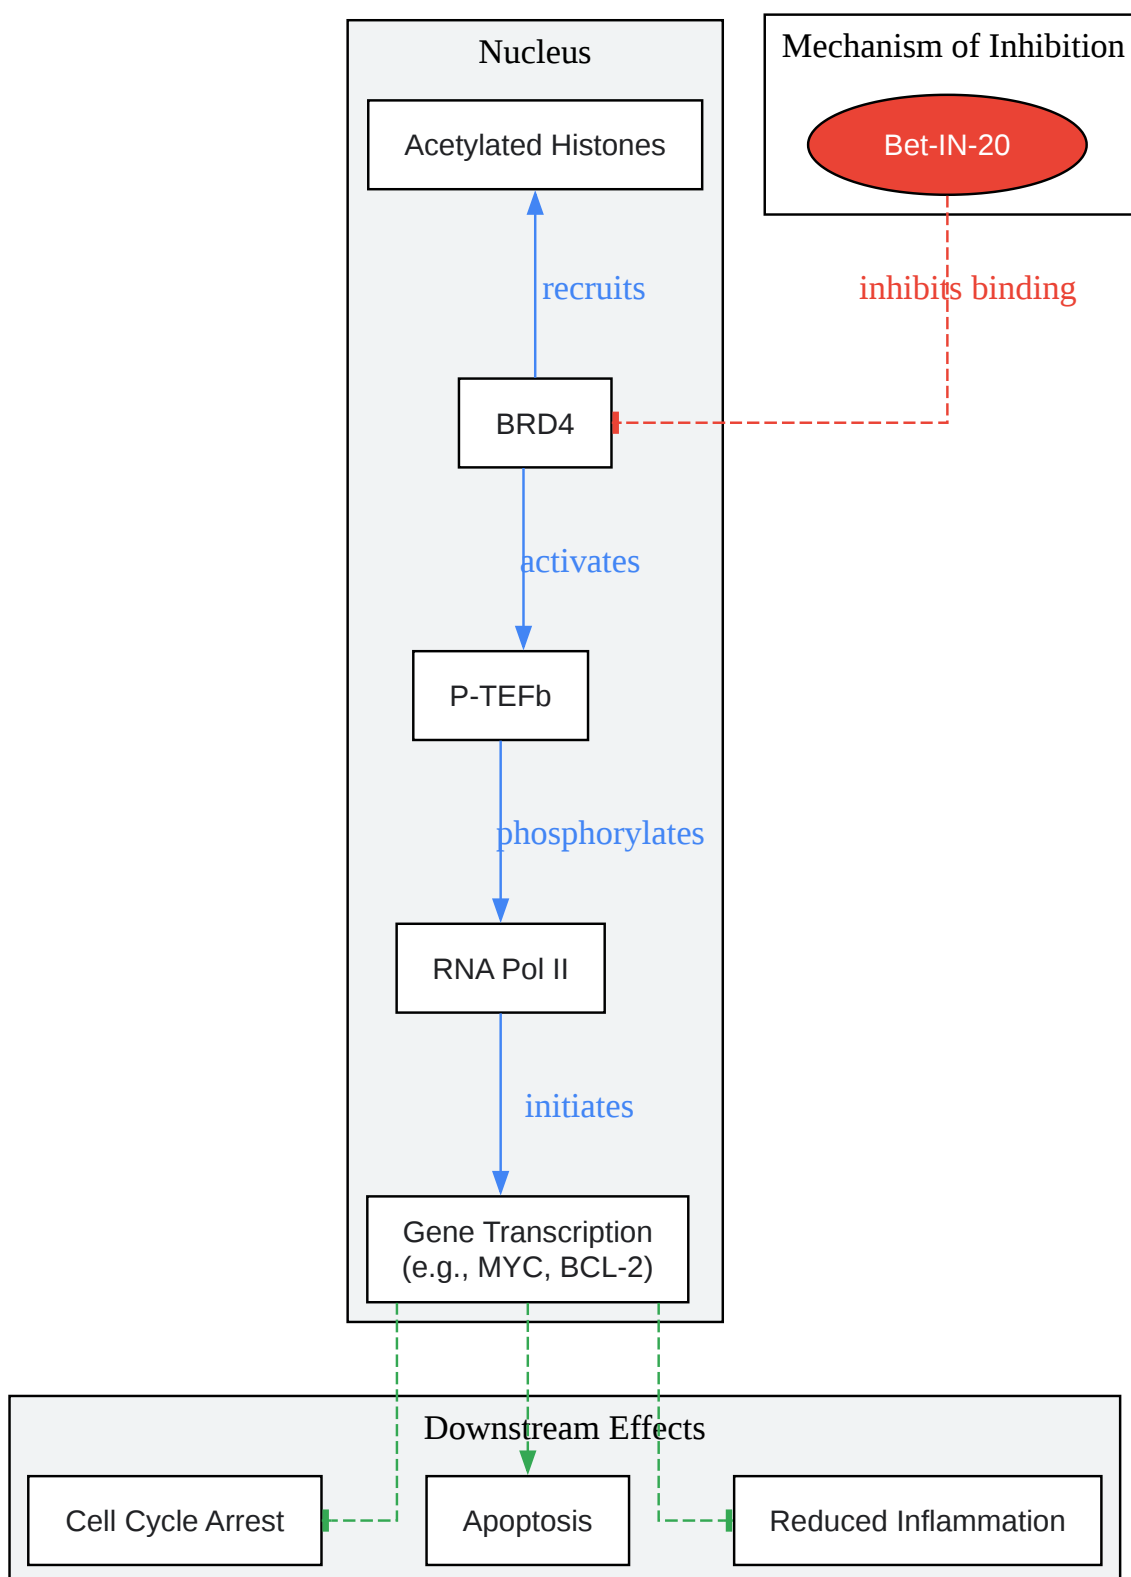 Nucleus
Mechanism of Inhibition
Acetylated Histones
Bet-IN-20
recruits
inhibits binding
BRD4
activates
P-TEFb
phosphorylates
RNA Pol II
initiates
Gene Transcription
(e.g., MYC, BCL-2)
Downstream Effects
Cell Cycle Arrest
Apoptosis
Reduced Inflammation